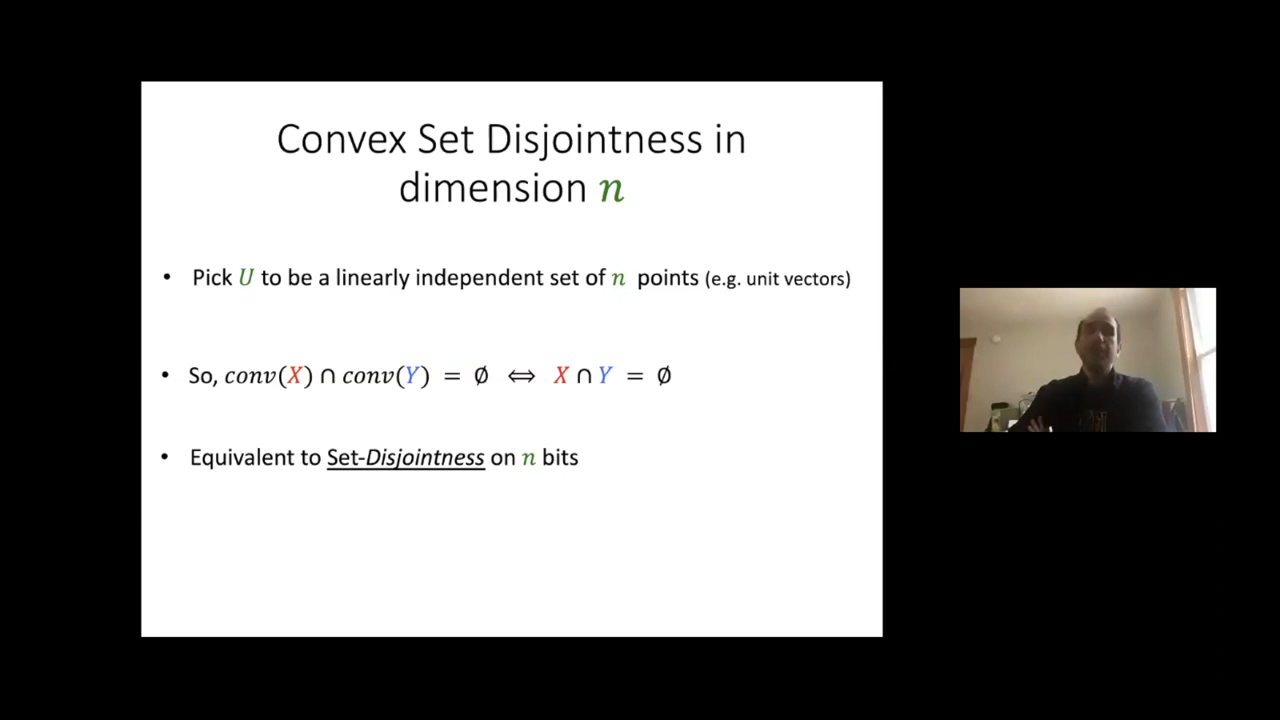 Convex Set Disjointness in
dimension n
• Pick U to be a linearly independent set of n points (e.g. unit vectors)
• So, conv(X) ∩ conv(Y) = ∅ ⟺ X ∩ Y = ∅
• Equivalent to Set-Disjointness on n bits